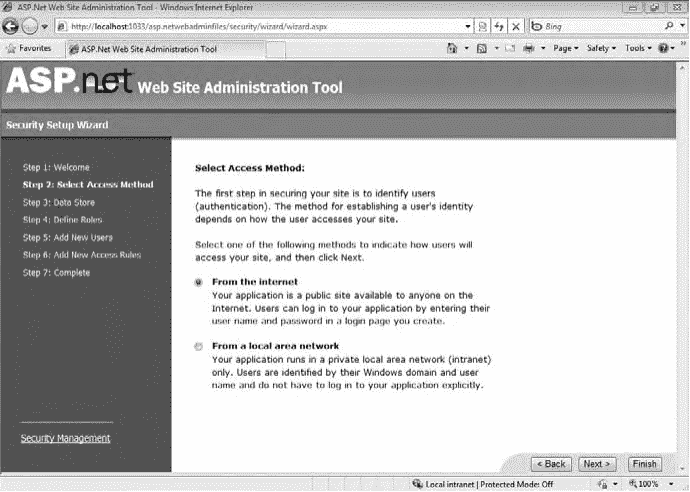 ASP.Net Web Site Administration Tool - Windows Internet Explorer
http://localhost:1033/asp.netwebadminfiles/security/wizard/wizard.aspx
Bing
Favorites
ASP.Net Web Site Administration Tool
Page
Safety
Tools
ASP.net Web Site Administration Tool
Security Setup Wizard
Step 1: Welcome
Step 2: Select Access Method
Step 3: Data Store
Step 4: Define Roles
Step 5: Add New Users
Step 6: Add New Access Rules
Step 7: Complete
Security Management
Select Access Method:
The first step in securing your site is to identify users
(authentication). The method for establishing a user's identity
depends on how the user accesses your site.
Select one of the following methods to indicate how users will
access your site, and then click Next.
From the internet
Your application is a public site available to anyone on the
Internet. Users can log in to your application by entering their
user name and password in a login page you create.
From a local area network
Your application runs in a private local area network (intranet)
only. Users are identified by their Windows domain and user
name and do not have to log in to your application explicitly.
< Back
Next >
Finish
Local intranet | Protected Mode: Off
100%